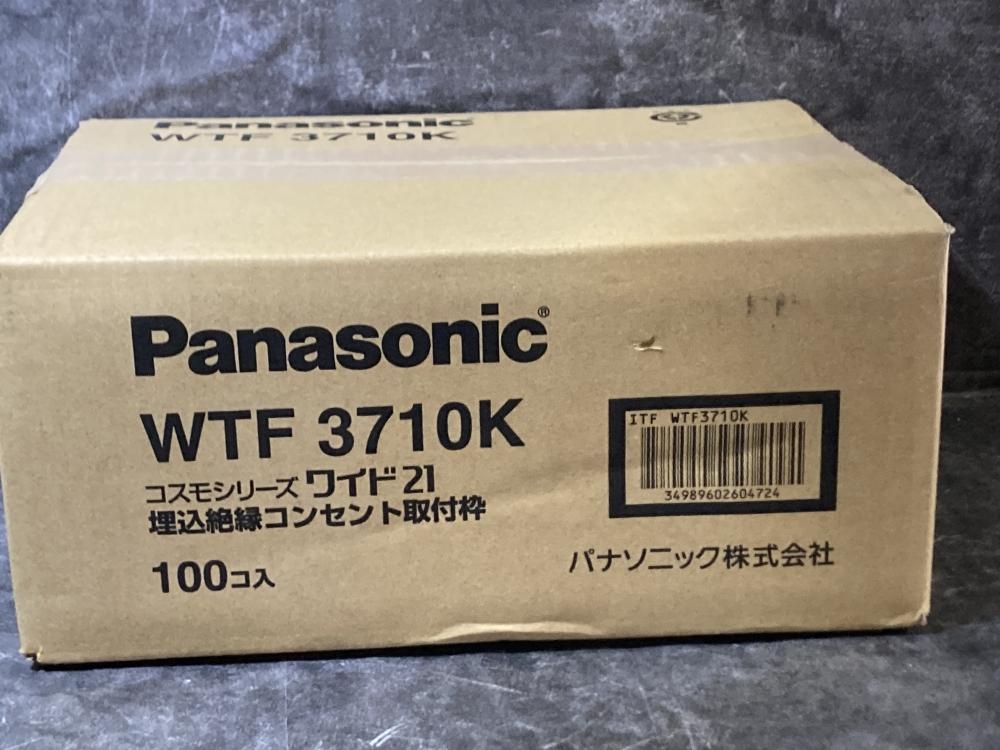 Panasonic
WTF 3710K
Panasonic®
WTF 3710K
コスモシリーズ ワイド21
埋込絶縁コンセント取付枠
100コ入
ITF WTF3710K
34989602604724
パナソニック株式会社